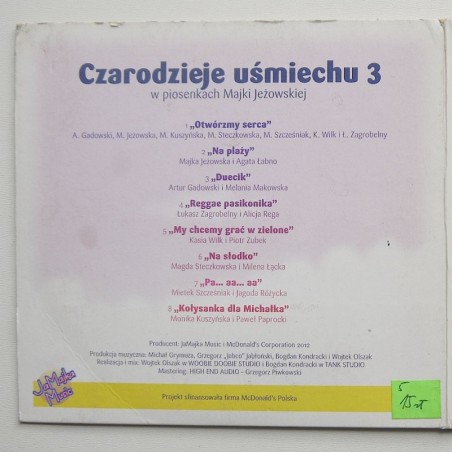 Czarodzieje uśmiechu 3
w piosenkach Majki Jeżowskiej
1 „Otwórzmy serca”
A. Gadowski, M. Jeżowska, M. Kuszyńska, M. Steczkowska, M. Szcześniak, K. Wilk i Ł. Zagrobelny
2 „Na plaży”
Majka Jeżowska i Agata Łabno
3 „Duecik”
Artur Gadowski i Melania Makowska
4 „Reggae pasikonika”
Łukasz Zagrobelny i Alicja Rega
5 „My chcemy grać w zielone”
Kasia Wilk i Piotr Zubek
6 „Na słodko”
Magda Steczkowska i Milena Łącka
7 „Pa... aa... aa”
Mietek Szcześniak i Jagoda Różycka
8 „Kołysanka dla Michałka”
Monika Kuszyńska i Paweł Paprocki
Producent: JaMajka Music i McDonald's Corporation 2012
Produkcja muzyczna: Michał Grymuza, Grzegorz „Jabco” Jabłoński, Bogdan Kondracki i Wojtek Olszak
Realizacja i mix: Wojtek Olszak w WOOBIE DOOBIE STUDIO i Bogdan Kondracki w TANK STUDIO
Mastering: HIGH END AUDIO – Grzegorz Piwkowski
JaMajka
Music
Projekt sfinansowała firma McDonald's Polska
5
15 zł